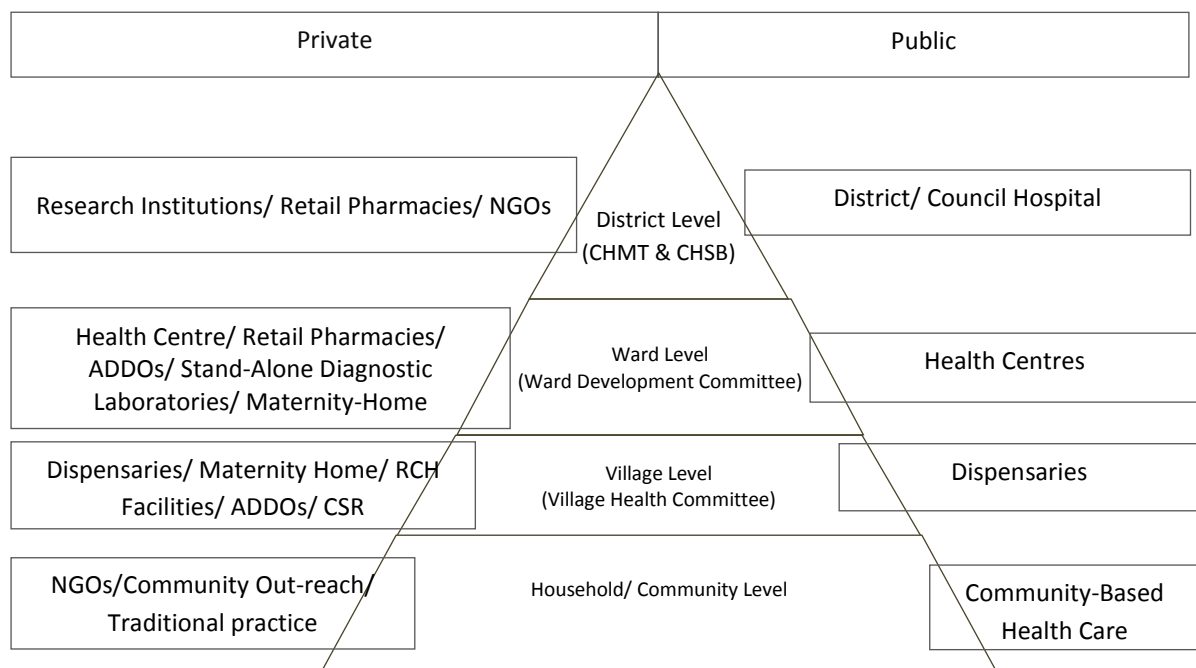 Private
Public
Research Institutions/ Retail Pharmacies/ NGOs
District Level
(CHMT & CHSB)
District/ Council Hospital
Health Centre/ Retail Pharmacies/
ADDOs/ Stand-Alone Diagnostic
Laboratories/ Maternity-Home
Ward Level
(Ward Development Committee)
Health Centres
Dispensaries/ Maternity Home/ RCH
Facilities/ ADDOs/ CSR
Village Level
(Village Health Committee)
Dispensaries
NGOs/Community Out-reach/
Traditional practice
Household/ Community Level
Community-Based
Health Care